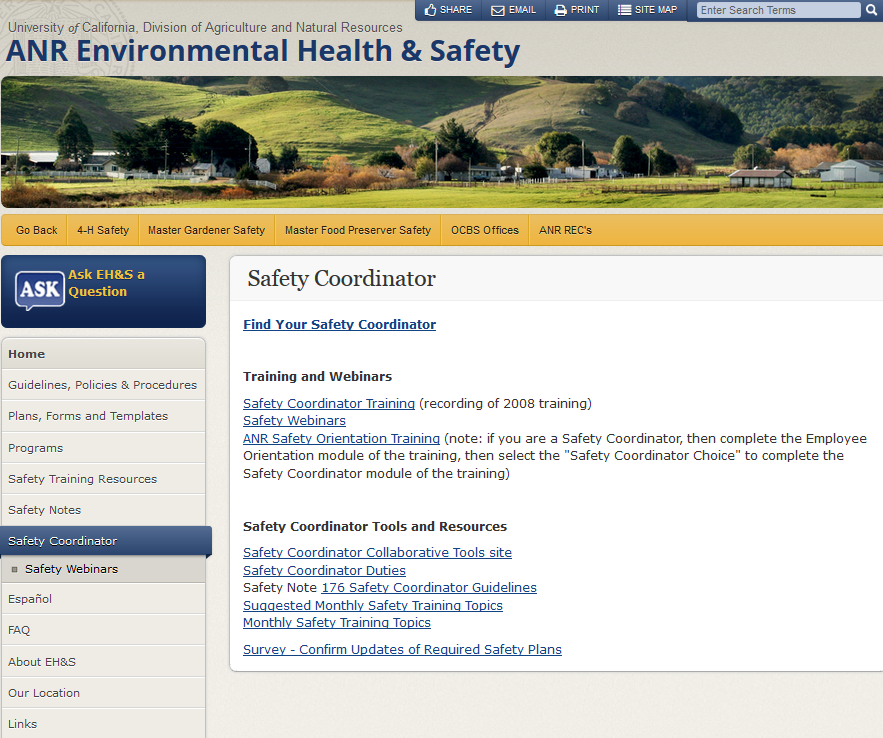 SHARE
EMAIL
PRINT
SITE MAP
Enter Search Terms
University of California, Division of Agriculture and Natural Resources
ANR Environmental Health & Safety
Go Back
4-H Safety
Master Gardener Safety
Master Food Preserver Safety
OCBS Offices
ANR REC's
ASK
Ask EH&S a
Question
Home
Guidelines, Policies & Procedures
Plans, Forms and Templates
Programs
Safety Training Resources
Safety Notes
Safety Coordinator
Safety Webinars
Español
FAQ
About EH&S
Our Location
Links
Safety Coordinator
Find Your Safety Coordinator
Training and Webinars
Safety Coordinator Training (recording of 2008 training)
Safety Webinars
ANR Safety Orientation Training (note: if you are a Safety Coordinator, then complete the Employee
Orientation module of the training, then select the "Safety Coordinator Choice" to complete the
Safety Coordinator module of the training)
Safety Coordinator Tools and Resources
Safety Coordinator Collaborative Tools site
Safety Coordinator Duties
Safety Note 176 Safety Coordinator Guidelines
Suggested Monthly Safety Training Topics
Monthly Safety Training Topics
Survey - Confirm Updates of Required Safety Plans